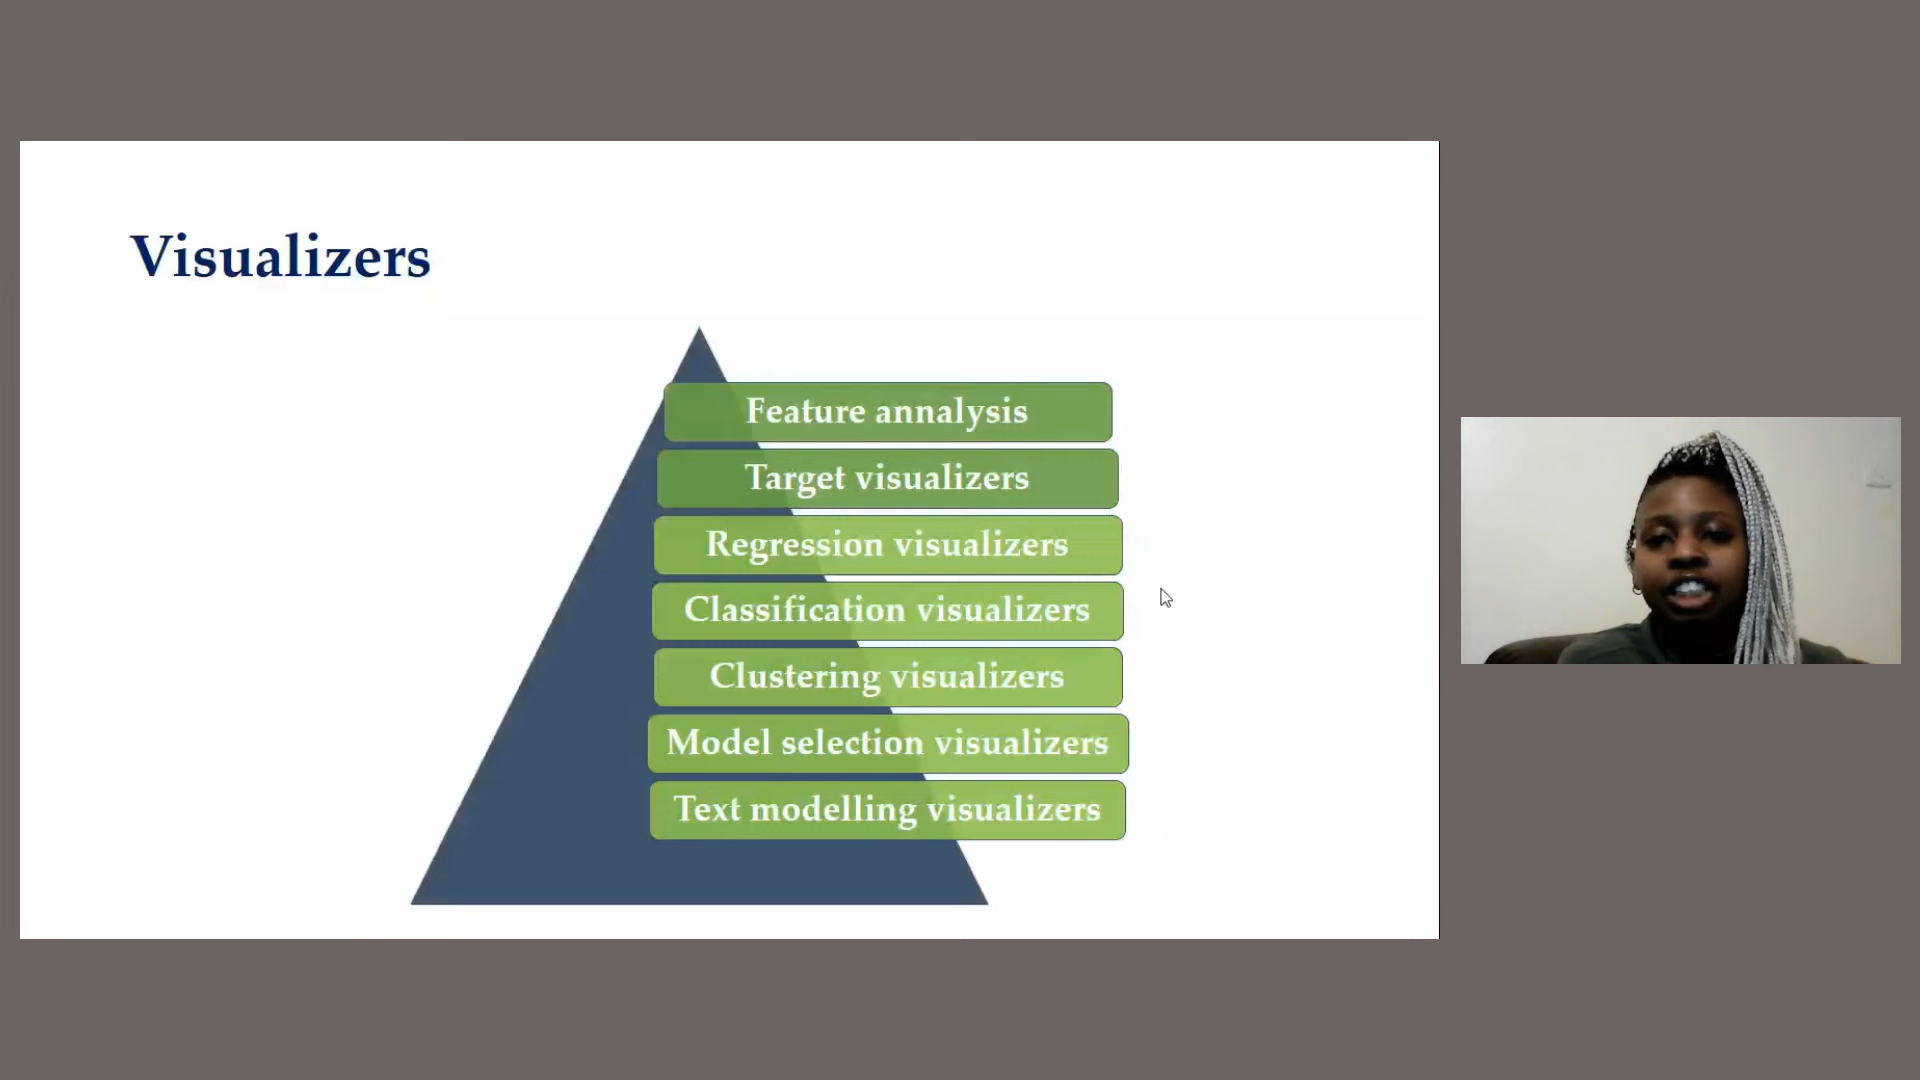 Visualizers
Feature annalysis
Target visualizers
Regression visualizers
Classification visualizers
Clustering visualizers
Model selection visualizers
Text modelling visualizers